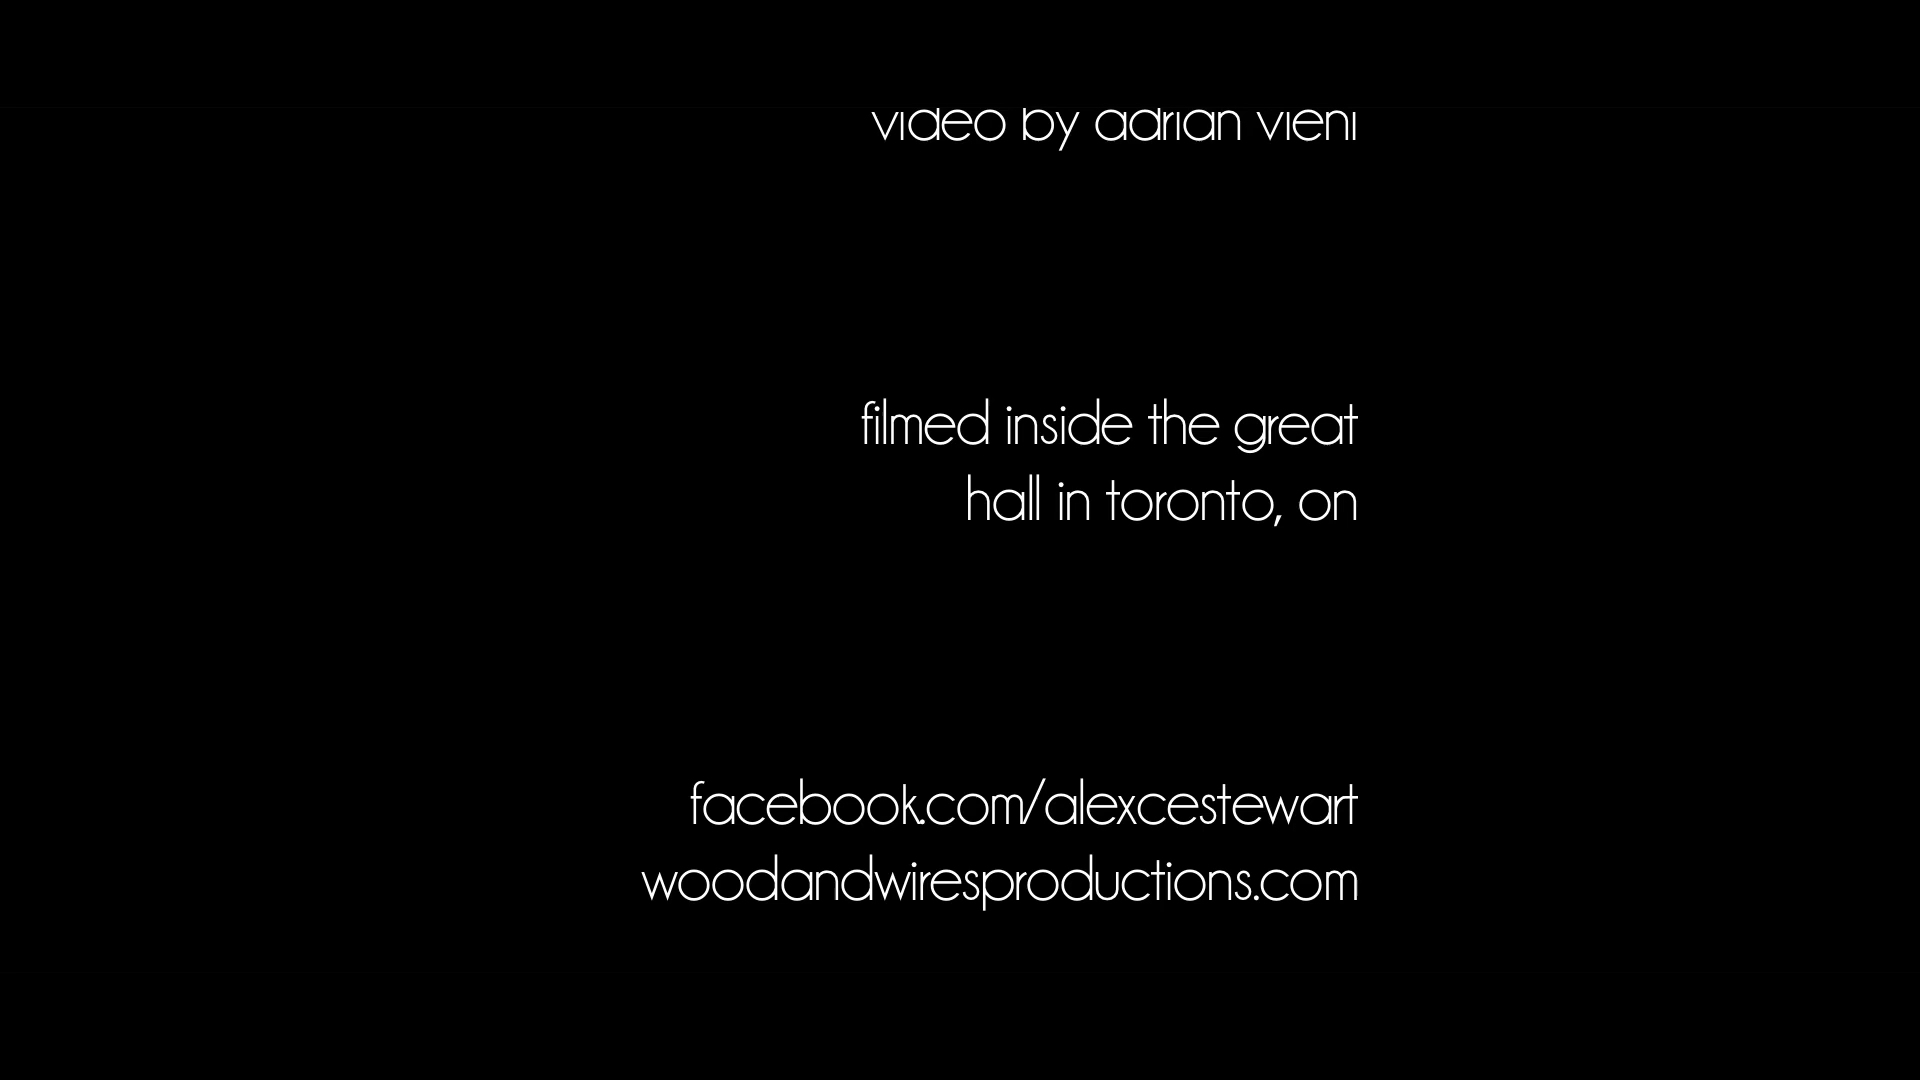 video by adrian vieni
filmed inside the great
hall in toronto, on
facebook.com/alexcestewart
woodandwiresproductions.com